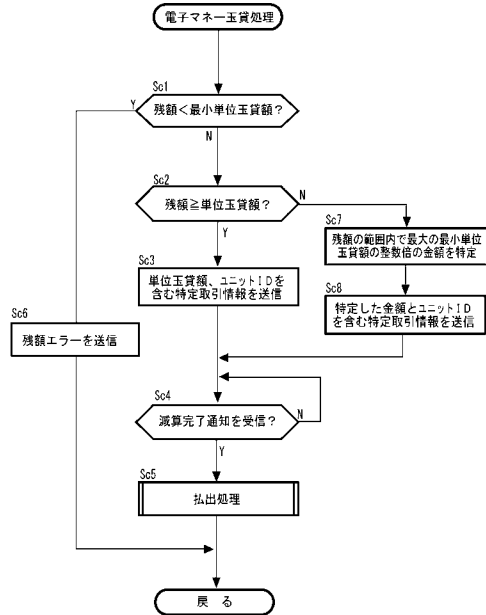 電子マネー玉貸処理
Sc1
Y
残額＜最小単位玉貸額？
N
Sc2
残額≧単位玉貸額？
N
Y
Sc7
残額の範囲内で最大の最小単位
玉貸額の整数倍の金額を特定
Sc3
単位玉貸額、ユニットＩＤを
含む特定取引情報を送信
Sc8
特定した金額とユニットＩＤ
を含む特定取引情報を送信
Sc6
残額エラーを送信
Sc4
減算完了通知を受信？
N
Y
Sc5
払出処理
戻 る